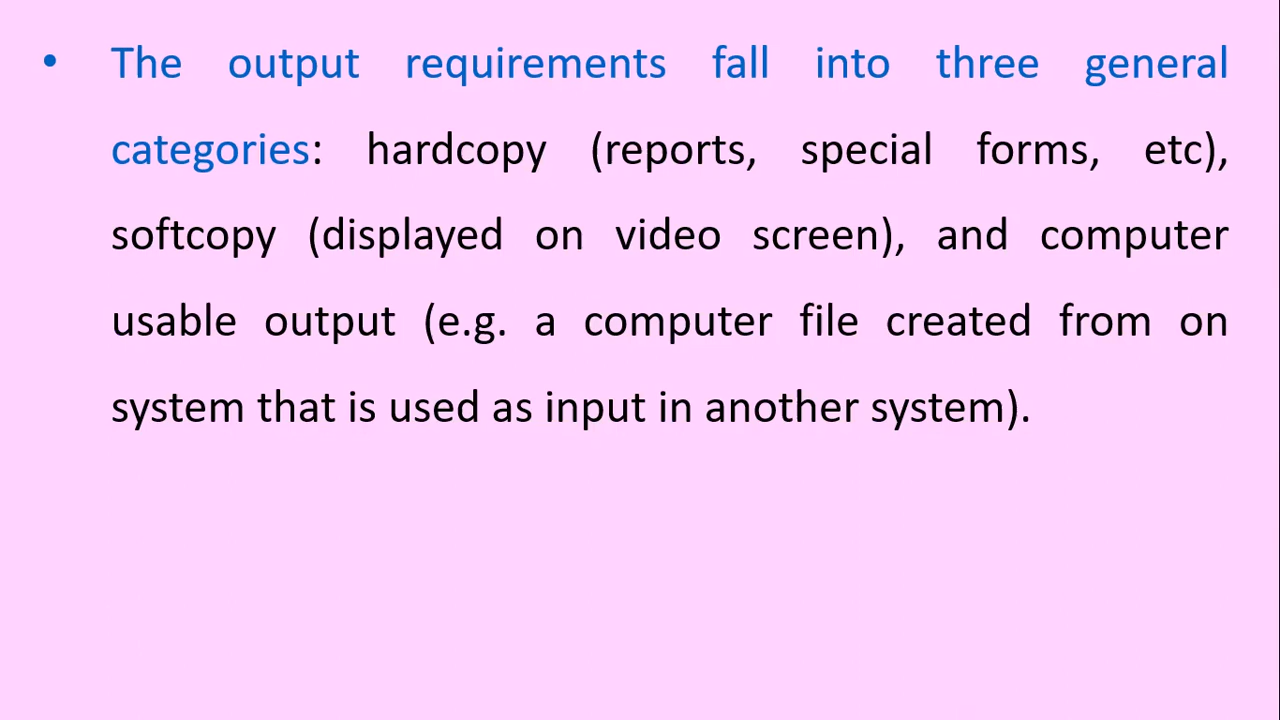 • The output requirements fall into three general
categories: hardcopy (reports, special forms, etc),
softcopy (displayed on video screen), and computer
usable output (e.g. a computer file created from on
system that is used as input in another system).